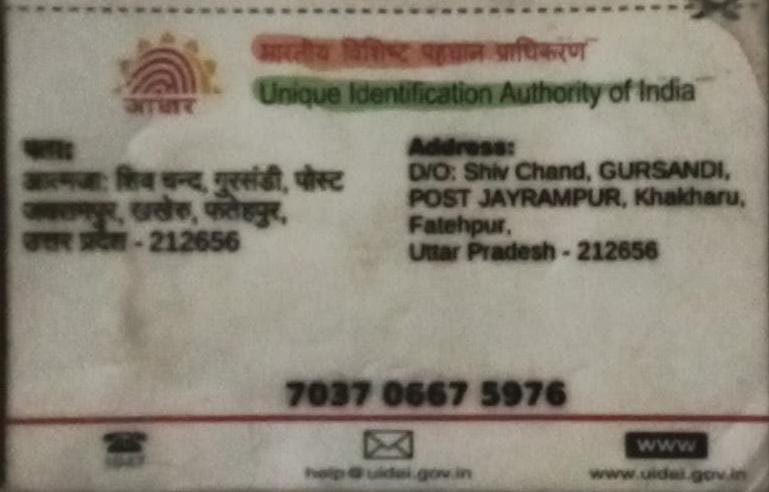 भारतीय विशिष्ट पहचान प्राधिकरण
Unique Identification Authority of India
आधार
पता:
आत्मजा: शिव चन्द, गुरसंडी, पोस्ट
जयरामपुर, खखेरु, फतेहपुर,
उत्तर प्रदेश - 212656
Address:
D/O: Shiv Chand, GURSANDI,
POST JAYRAMPUR, Khakharu,
Fatehpur,
Uttar Pradesh - 212656
7037 0667 5976
1947
help@uidai.gov.in
www
www.uidai.gov.in